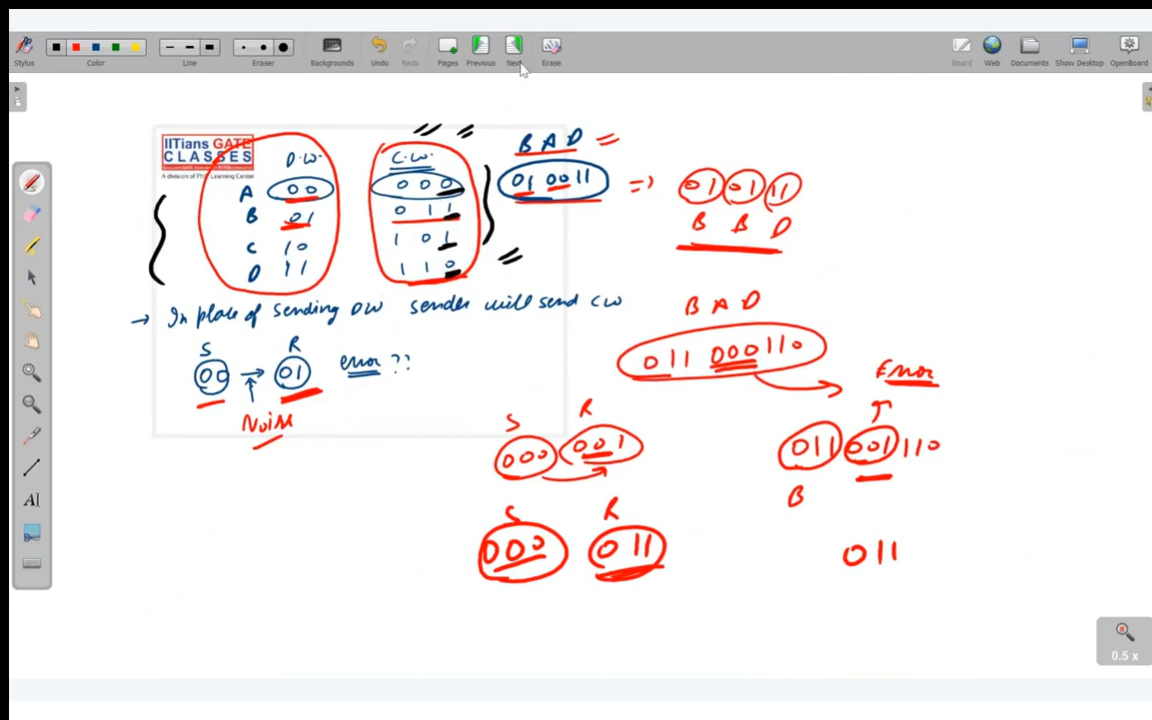 Stylus
Color
Line
Eraser
Backgrounds
Undo
Redo
Pages
Previous
Next
Erase
Board
Web
Documents
Show Desktop
OpenBoard
IITians GATE
CLASSES
A division of PhD Learning Center
D.W.
C.W.
A 00 000
B 01 011
C 10 101
D 11 110
B A D =
01 00 11 => 01 01 11
B B D
→ In place of Sending DW sender will send CW
S R
00 → 01 error ??
Noise
B A D
011 000 110
Error
S R
000 001
011 001 110
B
S R
000 011
011
0.5 x